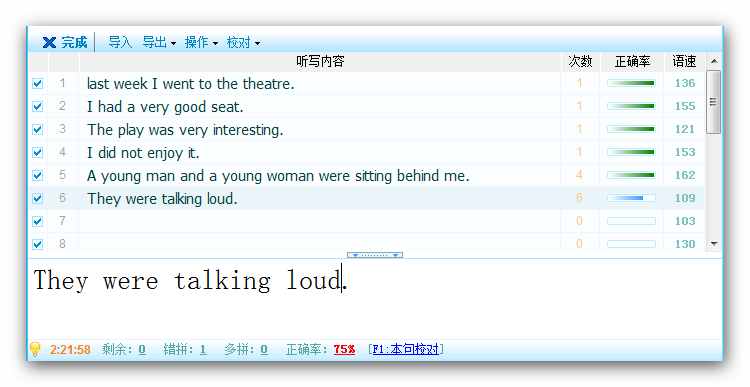 完成 导入 导出 操作 校对
听写内容 次数 正确率 语速
1 last week I went to the theatre. 1 136
2 I had a very good seat. 1 155
3 The play was very interesting. 1 121
4 I did not enjoy it. 1 153
5 A young man and a young woman were sitting behind me. 4 162
6 They were talking loud. 6 109
7 0 103
8 0 130
They were talking loud.
2:21:58 剩余: 0 错拼: 1 多拼: 0 正确率: 75% [F1:本句校对]